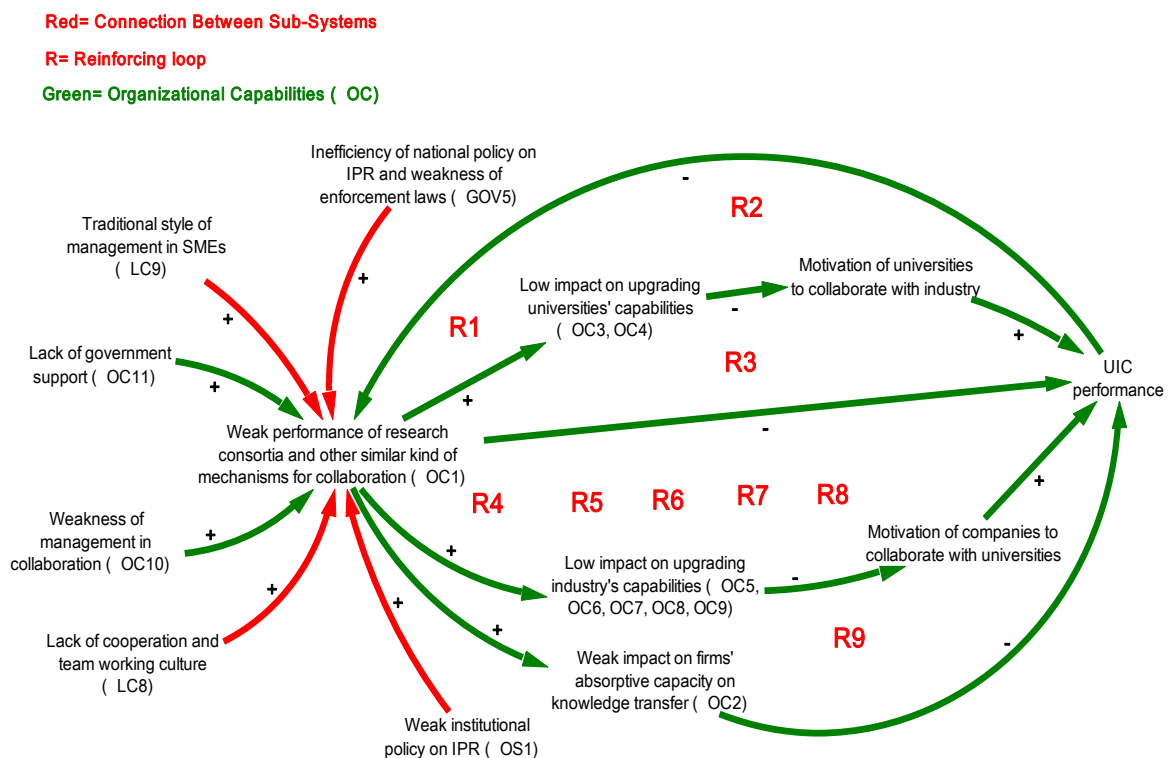 Red= Connection Between Sub-Systems
R= Reinforcing loop
Green= Organizational Capabilities ( OC)
Inefficiency of national policy on
IPR and weakness of
enforcement laws ( GOV5)
-
R2
Traditional style of
management in SMEs
( LC9)
+
+
Low impact on upgrading
universities' capabilities
( OC3, OC4)
-
Motivation of universities
to collaborate with industry
+
R1
R3
Lack of government
support ( OC11)
+
+
UIC
performance
Weak performance of research
consortia and other similar kind of
mechanisms for collaboration ( OC1)
-
R4
R5
R6
R7
R8
+
Weakness of
management in
collaboration ( OC10)
+
+
Motivation of companies to
collaborate with universities
Low impact on upgrading
industry's capabilities ( OC5,
OC6, OC7, OC8, OC9)
-
+
+
+
R9
-
Lack of cooperation and
team working culture
( LC8)
Weak impact on firms'
absorptive capacity on
knowledge transfer ( OC2)
Weak institutional
policy on IPR ( OS1)